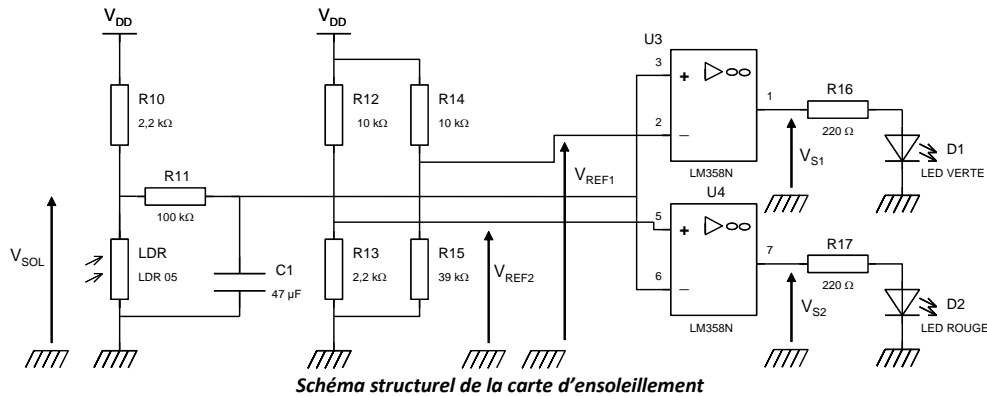 VDD
VDD
R10
2,2 kΩ
R11
100 kΩ
VSOL
LDR
LDR 05
C1
47 µF
R12
10 kΩ
R14
10 kΩ
R13
2,2 kΩ
R15
39 kΩ
VREF2
VREF1
U3
3
+
2
−
▷ ∞
1
LM358N
R16
220 Ω
VS1
D1
LED VERTE
U4
5
+
6
−
▷ ∞
7
LM358N
R17
220 Ω
VS2
D2
LED ROUGE
Schéma structurel de la carte d’ensoleillement